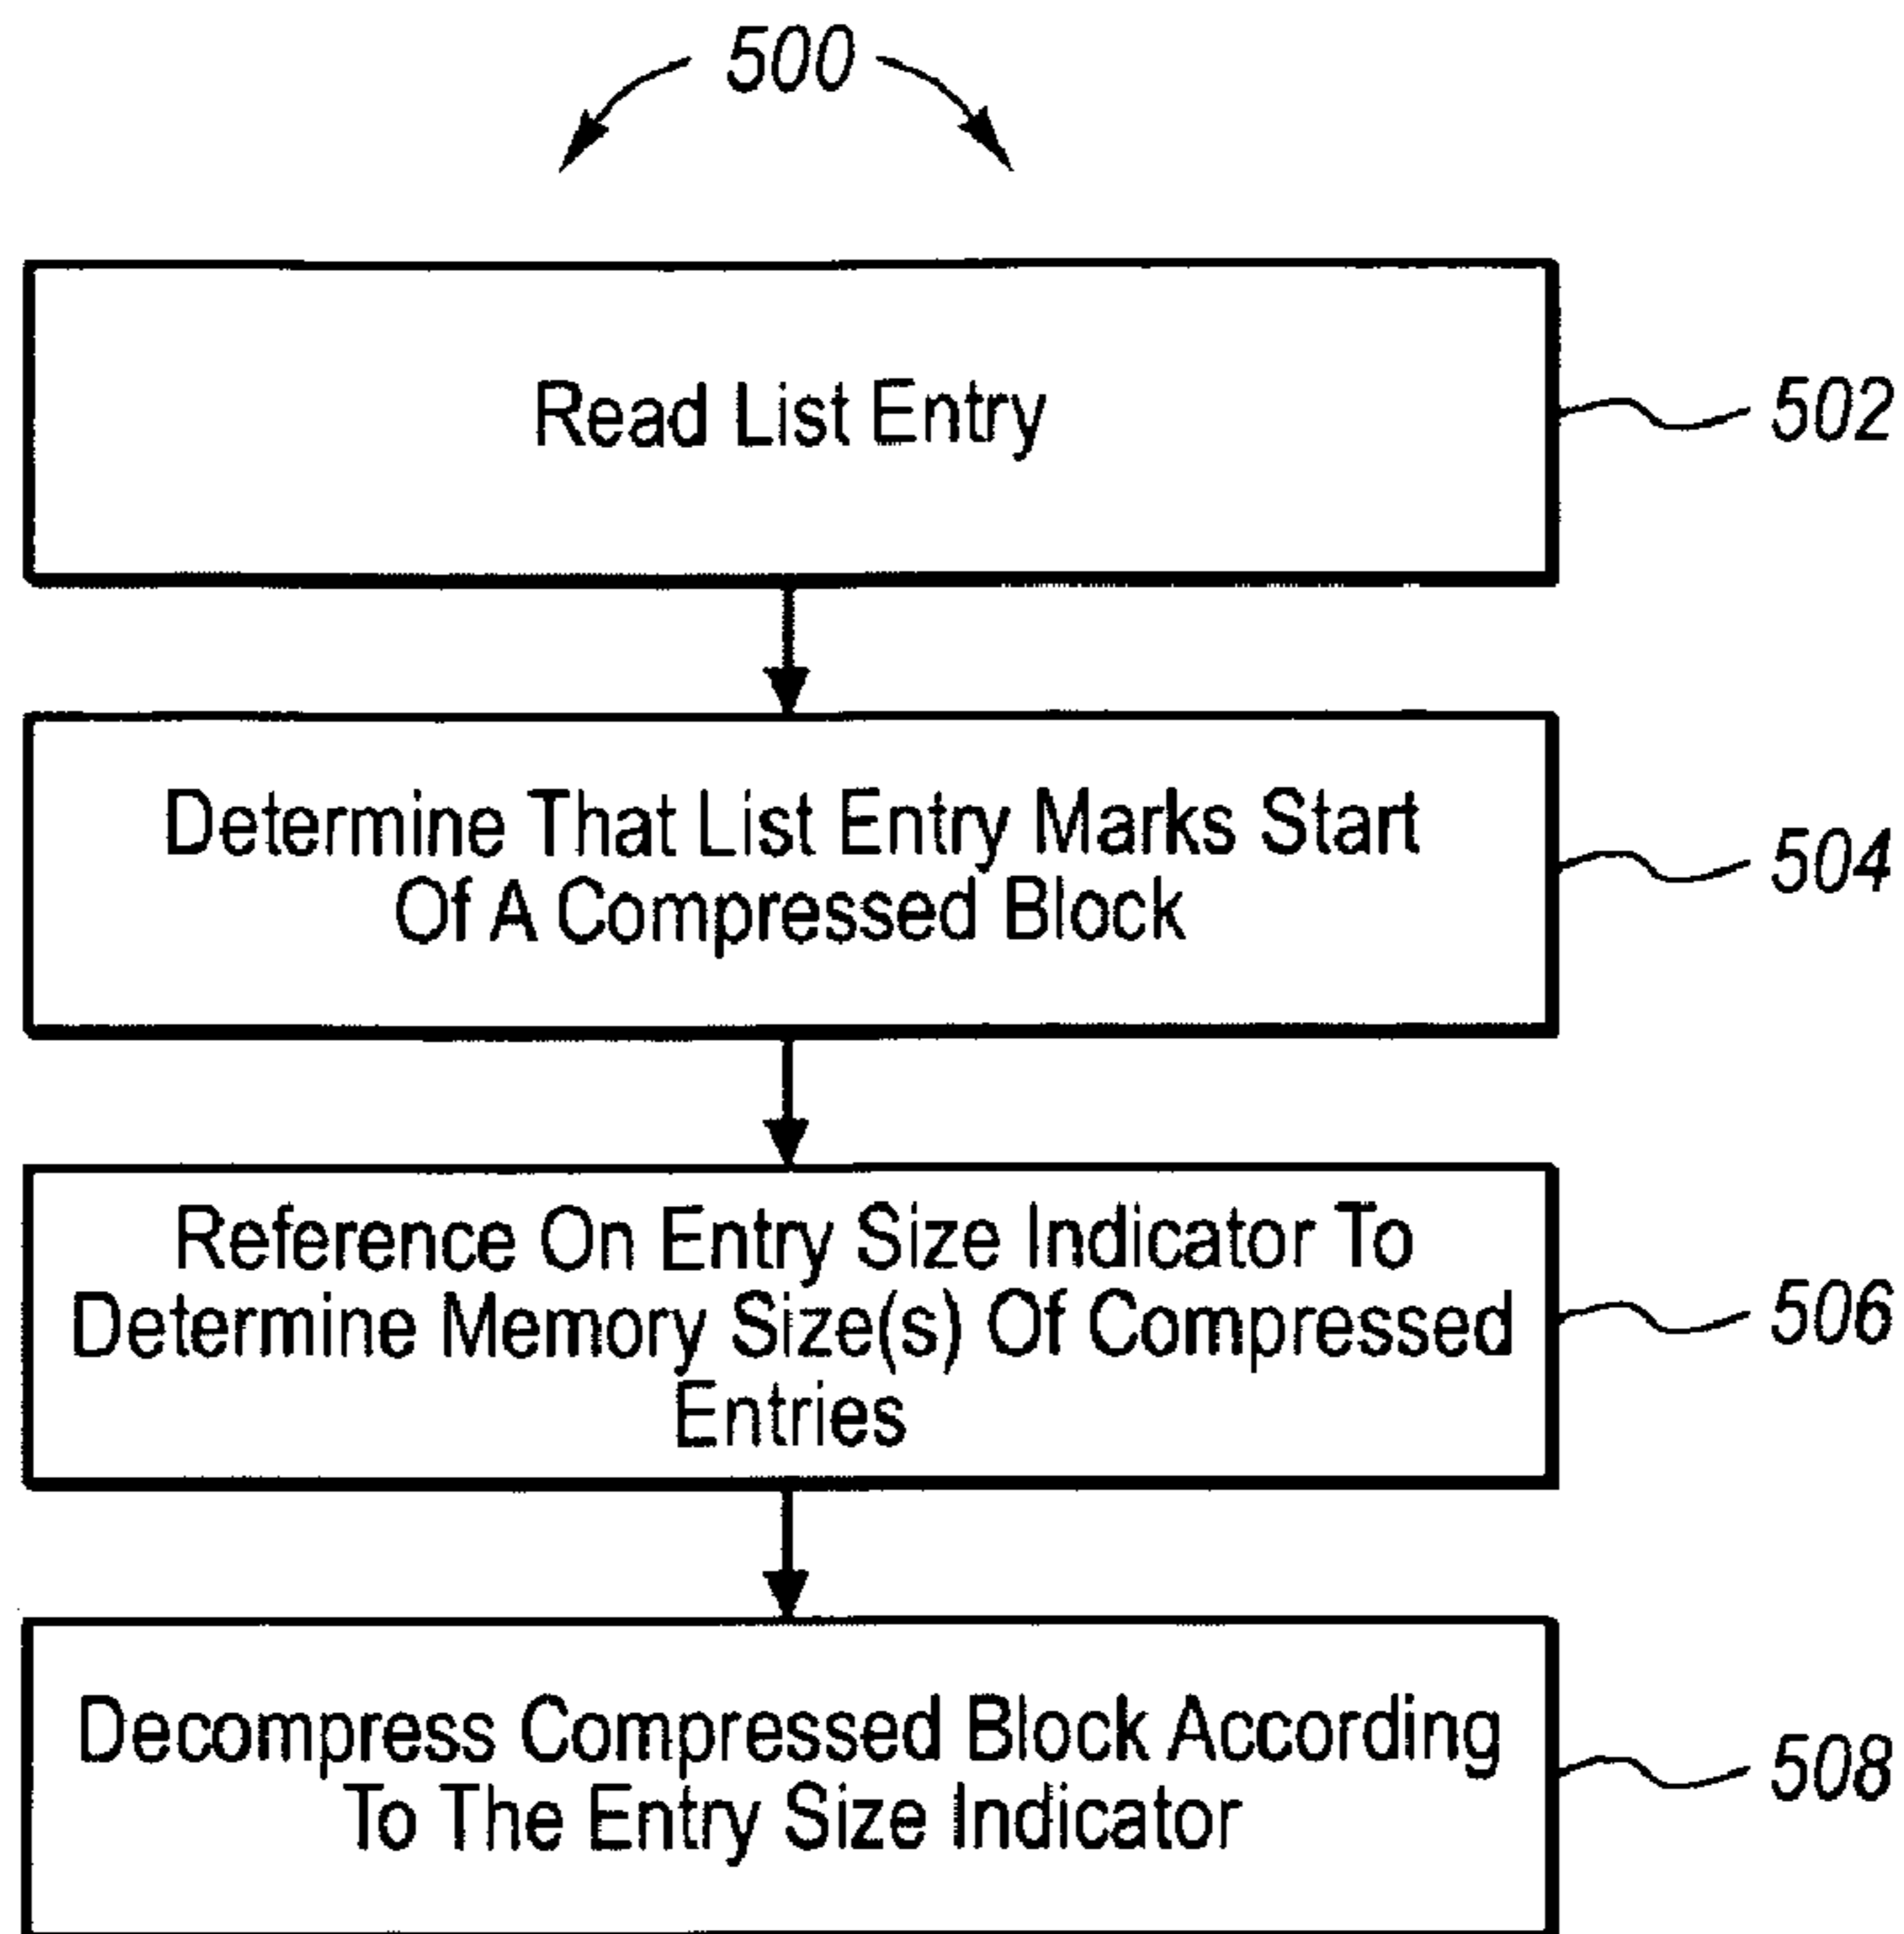 500
Read List Entry
502
Determine That List Entry Marks Start
Of A Compressed Block
504
Reference On Entry Size Indicator To
Determine Memory Size(s) Of Compressed
Entries
506
Decompress Compressed Block According
To The Entry Size Indicator
508